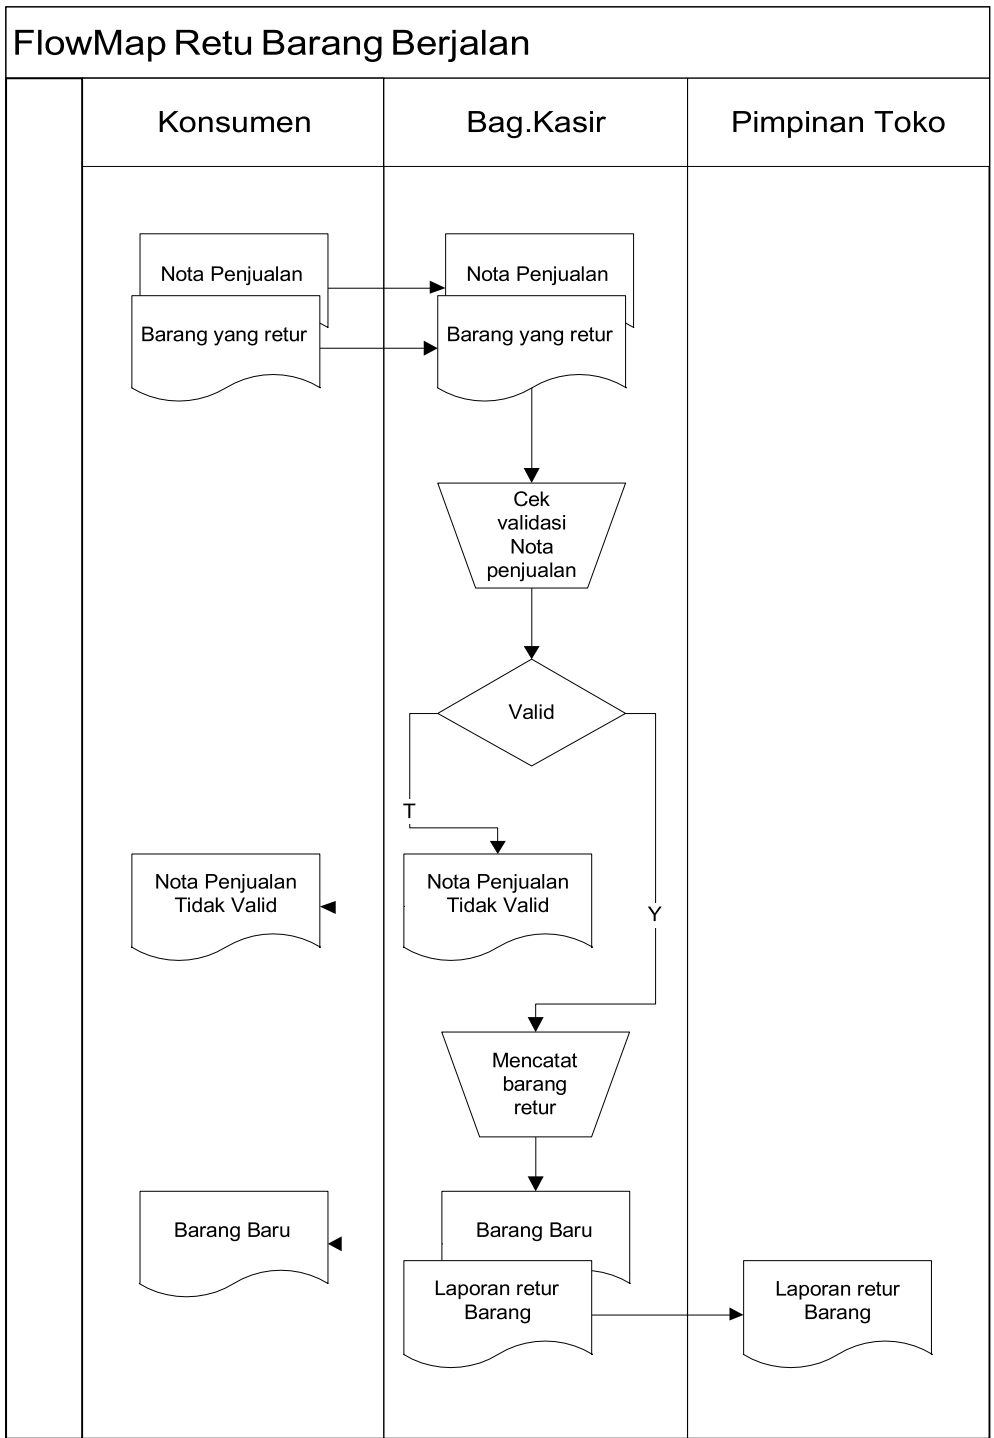 FlowMap Retu Barang Berjalan
Konsumen
Bag.Kasir
Pimpinan Toko
Nota Penjualan
Barang yang retur
Nota Penjualan
Barang yang retur
Cek
validasi
Nota
penjualan
Valid
T
Nota Penjualan
Tidak Valid
Nota Penjualan
Tidak Valid
Y
Mencatat
barang
retur
Barang Baru
Barang Baru
Laporan retur
Barang
Laporan retur
Barang